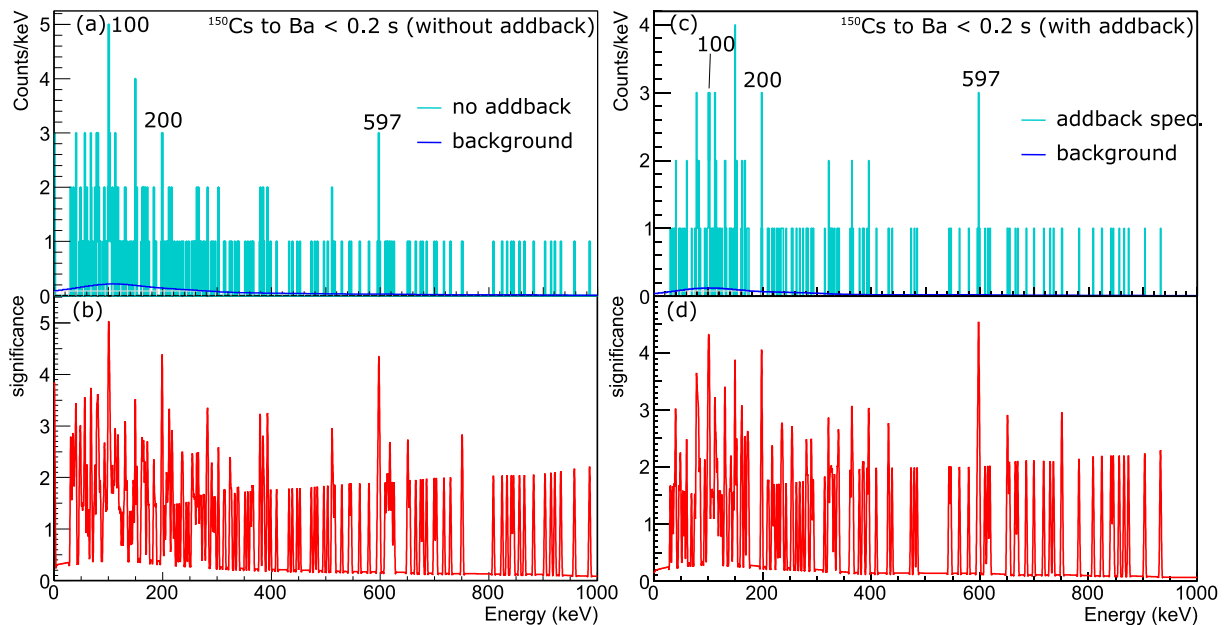 (a) ¹⁵⁰Cs to Ba < 0.2 s (without addback)
100
200
597
no addback
background
Counts/keV
5
4
3
2
1
0
(b)
significance
5
4
3
2
1
0
0 200 400 600 800 1000
Energy (keV)
(c) ¹⁵⁰Cs to Ba < 0.2 s (with addback)
100
200
597
addback spec.
background
Counts/keV
4
3
2
1
0
(d)
significance
4
3
2
1
0
0 200 400 600 800 1000
Energy (keV)